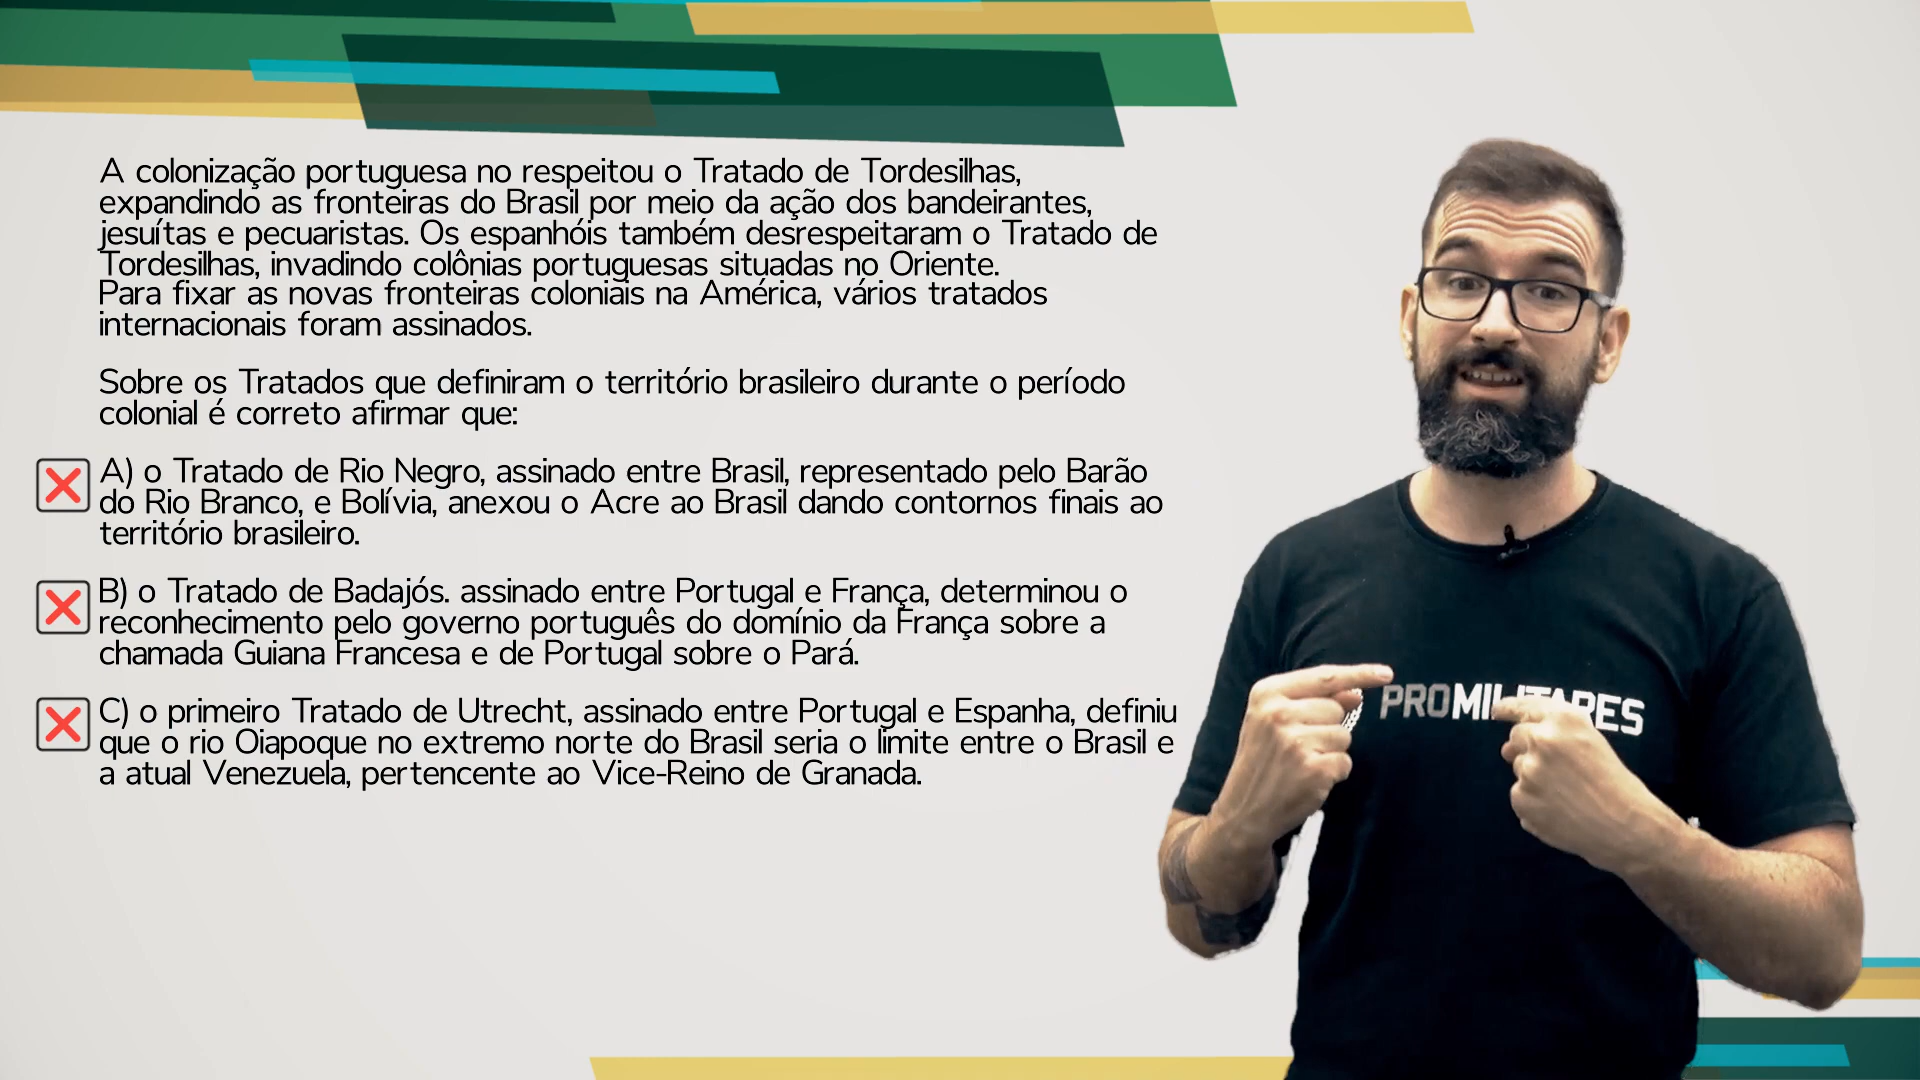 A colonização portuguesa no respeitou o Tratado de Tordesilhas,
expandindo as fronteiras do Brasil por meio da ação dos bandeirantes,
jesuítas e pecuaristas. Os espanhóis também desrespeitaram o Tratado de
Tordesilhas, invadindo colônias portuguesas situadas no Oriente.
Para fixar as novas fronteiras coloniais na América, vários tratados
internacionais foram assinados.
Sobre os Tratados que definiram o território brasileiro durante o período
colonial é correto afirmar que:
A) o Tratado de Rio Negro, assinado entre Brasil, representado pelo Barão
do Rio Branco, e Bolívia, anexou o Acre ao Brasil dando contornos finais ao
território brasileiro.
B) o Tratado de Badajós. assinado entre Portugal e França, determinou o
reconhecimento pelo governo português do domínio da França sobre a
chamada Guiana Francesa e de Portugal sobre o Pará.
C) o primeiro Tratado de Utrecht, assinado entre Portugal e Espanha, definiu
que o rio Oiapoque no extremo norte do Brasil seria o limite entre o Brasil e
a atual Venezuela, pertencente ao Vice-Reino de Granada.
PROMILITARES